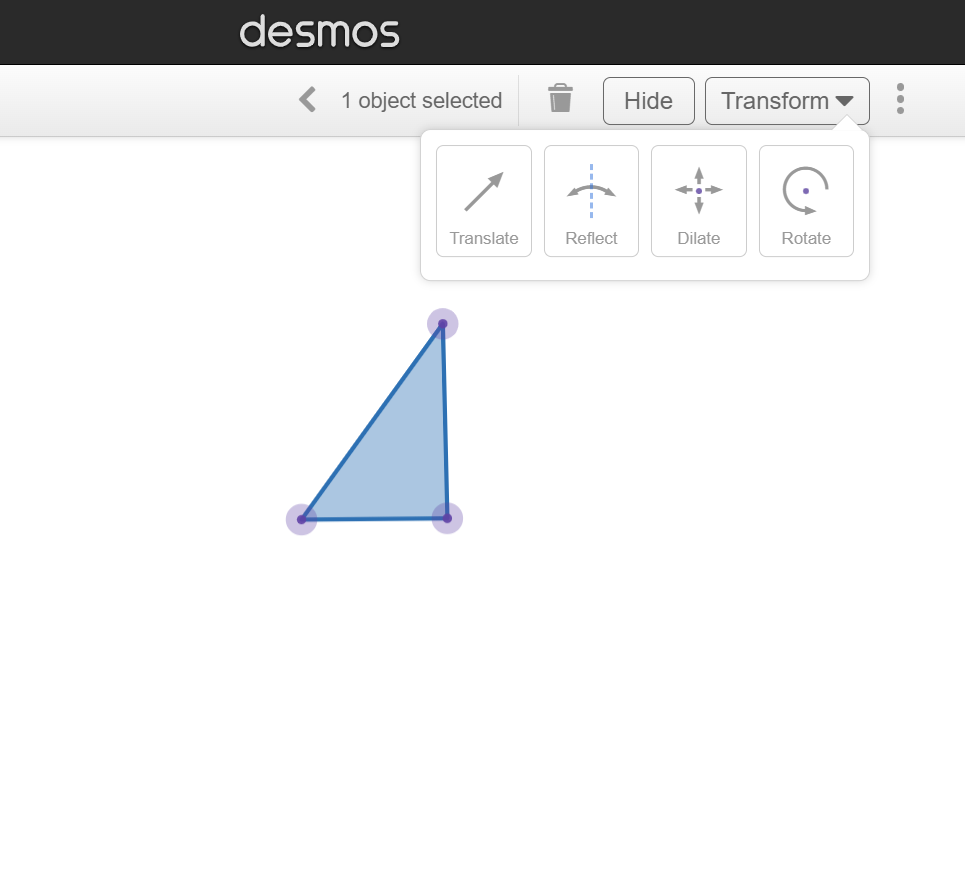 desmos
1 object selected Hide Transform
Translate Reflect Dilate Rotate